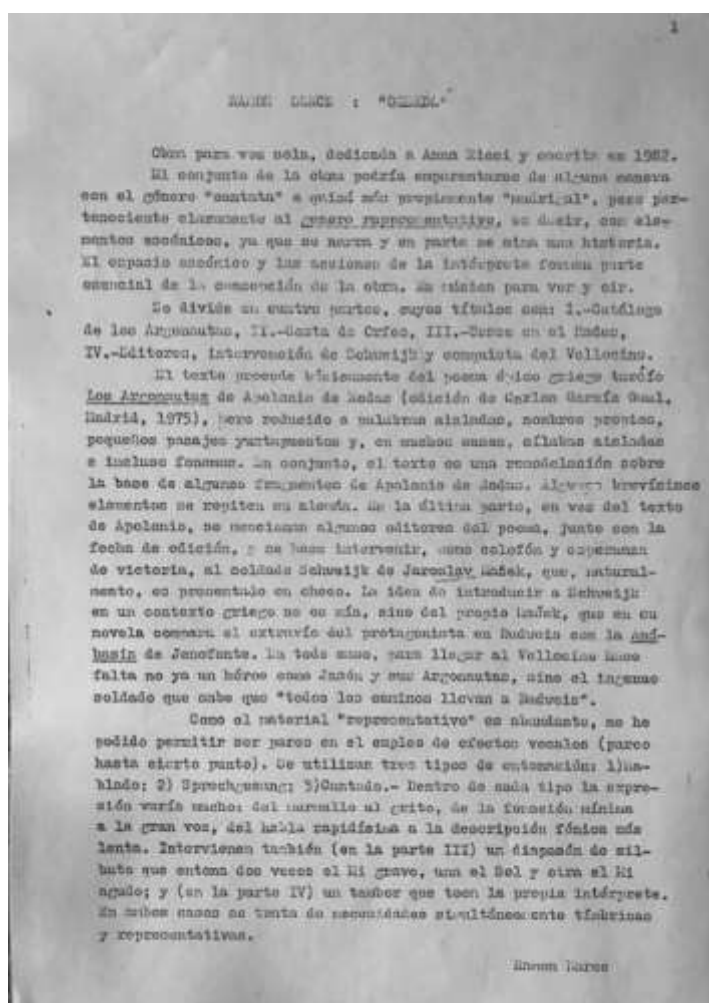 1
RAMON BARCE :
Obra para voz sola, dedicada a Anna Ricci y escrita en 1982.
El conjunto de la obra podría emparentarse de alguna manera
con el género "cantata" o quizá más propiamente "madrigal", pero per-
teneciente claramente al genere rappresentativo, es decir, con ele-
mentos escénicos, ya que se narra y en parte se una historia.
El espacio escénico y las acciones de la intérprete forman parte
esencial de la concepción de la obra. Es música para ver y oir.
Se divide en cuatro partes, cuyos títulos son: I.-Catálogo
de los Argonautas, II.-Gesta de Orfeo, III.- en el
IV.-Editores, intervención de Schweijk y conquista del Vellocino.
El texto procede básicamente del poema épico griego tardío
Los Argonautas de Apolonio de Rodas (edición de Carlos García Gual,
Madrid, 1975), pero reducido a palabras aisladas, nombres propios,
pequeños pasajes y, en muchos casos, sílabas aisladas
e incluso fonemas. En conjunto, el texto es una remodelación sobre
la base de algunos fragmentos de Apolonio de Rodas. Algunos brevísimos
elementos se repiten en alemán. En la última parte, en vez del texto
de Apolonio, se mencionan algunos editores del poema, junto con la
fecha de edición, y se hace intervenir, como colofón y esperanza
de victoria, al soldado Schweijk de Jaroslav Hašek, que, natural-
mente, es presentado en checo. La idea de introducir a Schweijk
en un contexto griego no es mía, sino del propio Hašek, que en su
novela compara el extravío del protagonista en Budweis con la Aná-
basis de Jenofonte. En todo caso, para llegar al Vellocino hace
falta no ya un héroe como Jasón y sus Argonautas, sino el ingenuo
soldado que sabe que "todos los caminos llevan a Budweis".
Como el material "representativo" es abundante, me he
podido permitir ser parco en el empleo de efectos vocales (parco
hasta cierto punto). Se utilizan tres tipos de entonación: 1)Ha-
blado; 2) Sprechgesang; 3)Cantado.- Dentro de cada tipo la expre-
sión varía mucho: del murmullo al grito, de la fonación mínima
a la gran voz, del habla rapidísima a la descripción fónica más
lenta. Intervienen también (en la parte III) un diapasón de sil-
bato que entona dos veces el Mi grave, una el Sol y otra el Mi
agudo; y (en la parte IV) un tambor que toca la propia intérprete.
En ambos casos se trata de necesidades simultáneamente tímbricas
y representativas.
Ramon Barce